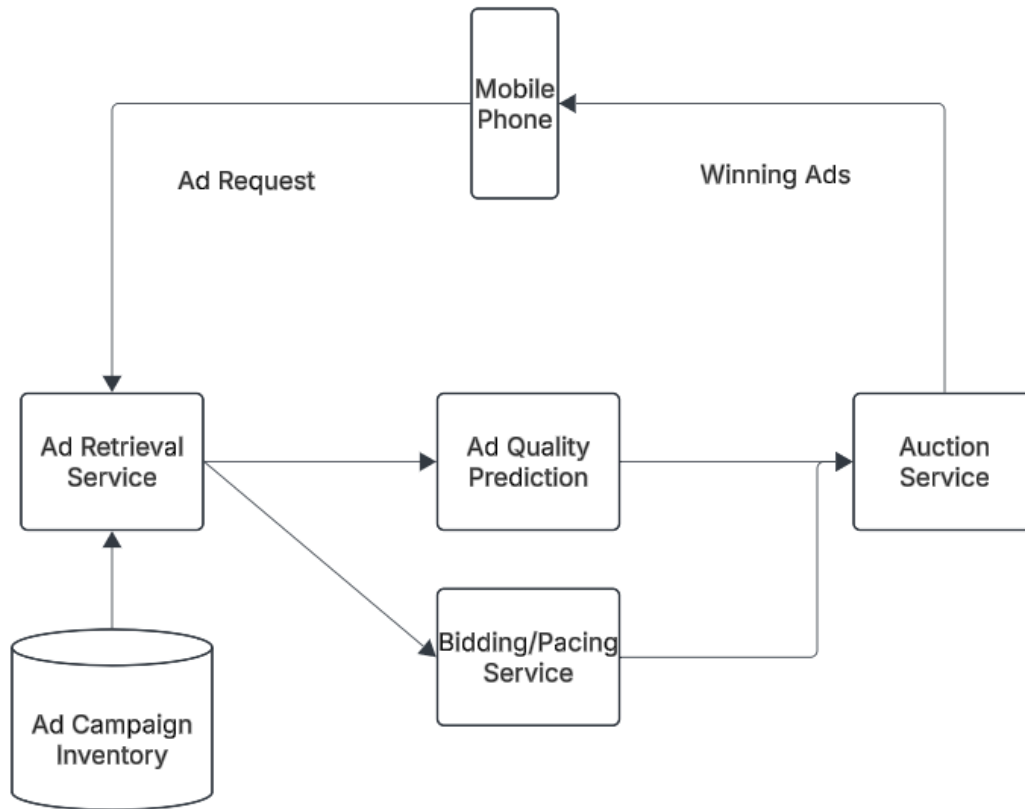 Mobile
Phone
Ad Request
Winning Ads
Ad Retrieval
Service
Ad Quality
Prediction
Auction
Service
Bidding/Pacing
Service
Ad Campaign
Inventory